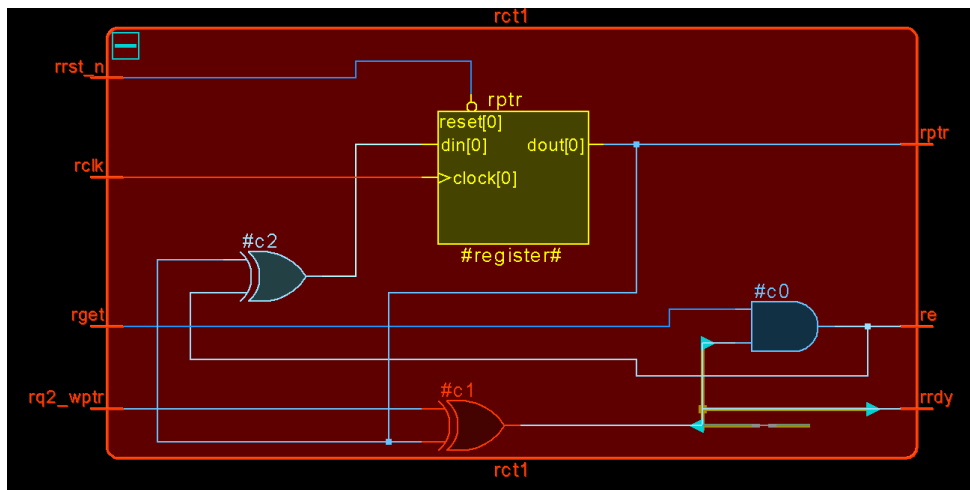 rct1
rrst_n
rptr
reset[0]
din[0] dout[0]
rptr
rclk
clock[0]
#c2
#register#
#c0
rget
re
#c1
rq2_wptr
rrdy
rct1